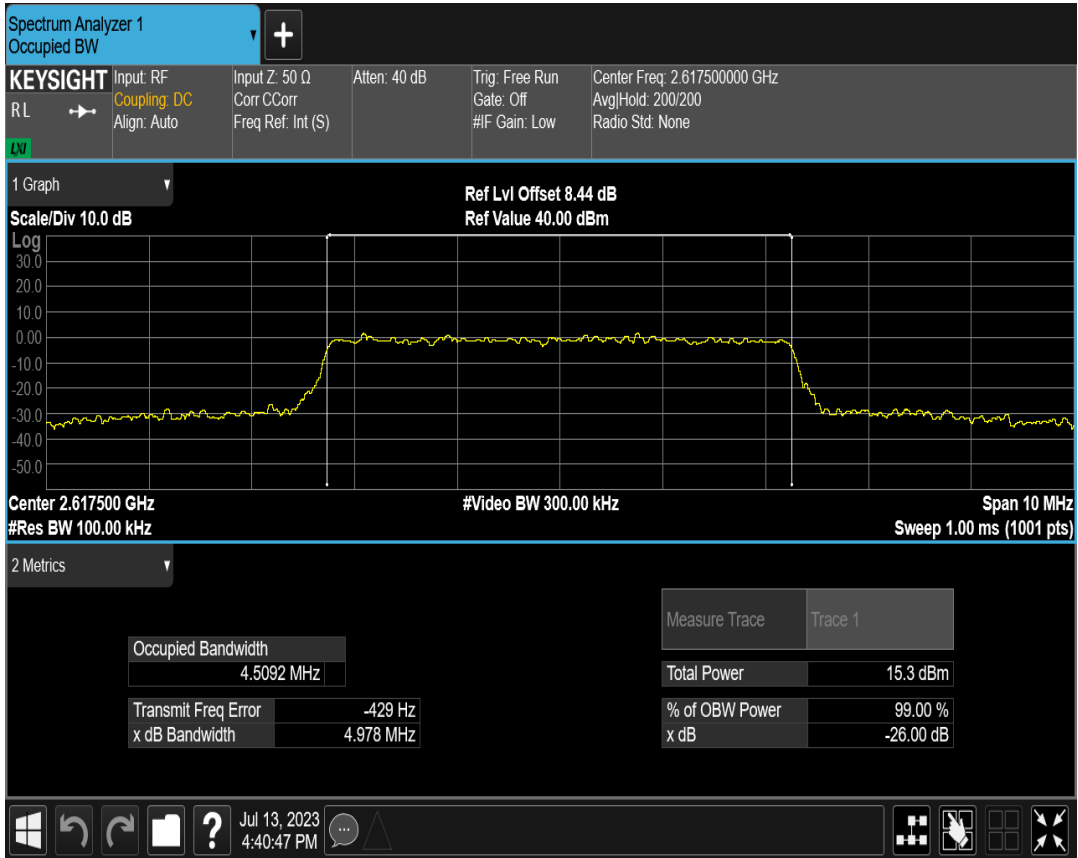 Spectrum Analyzer 1
Occupied BW
+
KEYSIGHT
RL
LXI
Input: RF
Coupling: DC
Align: Auto
Input Z: 50 Ω
Corr CCorr
Freq Ref: Int (S)
Atten: 40 dB
Trig: Free Run
Gate: Off
#IF Gain: Low
Center Freq: 2.617500000 GHz
Avg|Hold: 200/200
Radio Std: None
1 Graph
Scale/Div 10.0 dB
Ref Lvl Offset 8.44 dB
Ref Value 40.00 dBm
Log
30.0
20.0
10.0
0.00
-10.0
-20.0
-30.0
-40.0
-50.0
Center 2.617500 GHz
#Video BW 300.00 kHz
Span 10 MHz
#Res BW 100.00 kHz
Sweep 1.00 ms (1001 pts)
2 Metrics
Measure Trace Trace 1
Occupied Bandwidth
4.5092 MHz
Total Power 15.3 dBm
Transmit Freq Error -429 Hz
% of OBW Power 99.00 %
x dB Bandwidth 4.978 MHz
x dB -26.00 dB
?
Jul 13, 2023
4:40:47 PM